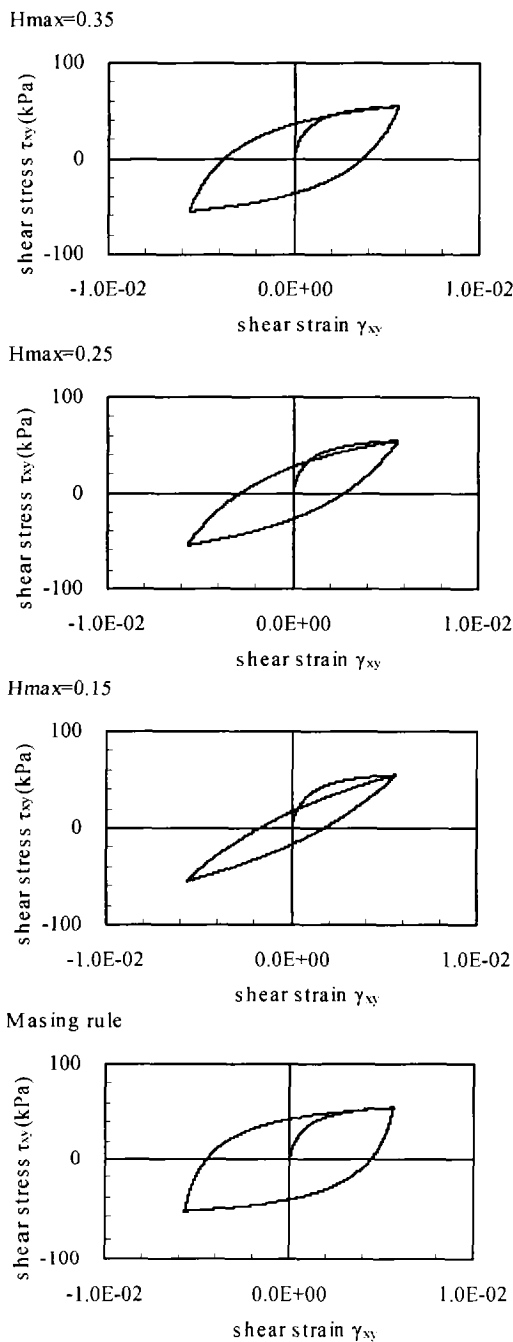 Hmax=0.35
shear stress τxy(kPa)
100
0
-100
-1.0E-02 0.0E+00 1.0E-02
shear strain γxy
Hmax=0.25
shear stress τxy(kPa)
100
0
-100
-1.0E-02 0.0E+00 1.0E-02
shear strain γxy
Hmax=0.15
shear stress τxy(kPa)
100
0
-100
-1.0E-02 0.0E+00 1.0E-02
shear strain γxy
Masing rule
shear stress τxy(kPa)
100
0
-100
-1.0E-02 0.0E+00 1.0E-02
shear strain γxy